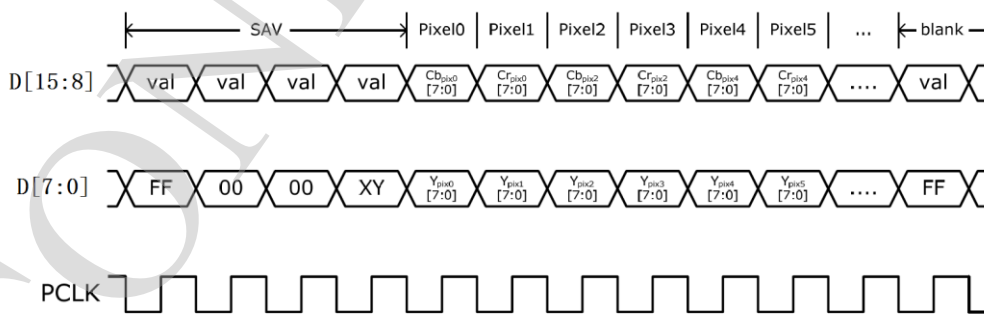 SAV Pixel0 Pixel1 Pixel2 Pixel3 Pixel4 Pixel5 ... blank
D[15:8] val val val val Cbpix0 [7:0] Crpix0 [7:0] Cbpix2 [7:0] Crpix2 [7:0] Cbpix4 [7:0] Crpix4 [7:0] .... val
D[7:0] FF 00 00 XY Ypix0 [7:0] Ypix1 [7:0] Ypix2 [7:0] Ypix3 [7:0] Ypix4 [7:0] Ypix5 [7:0] .... FF
PCLK